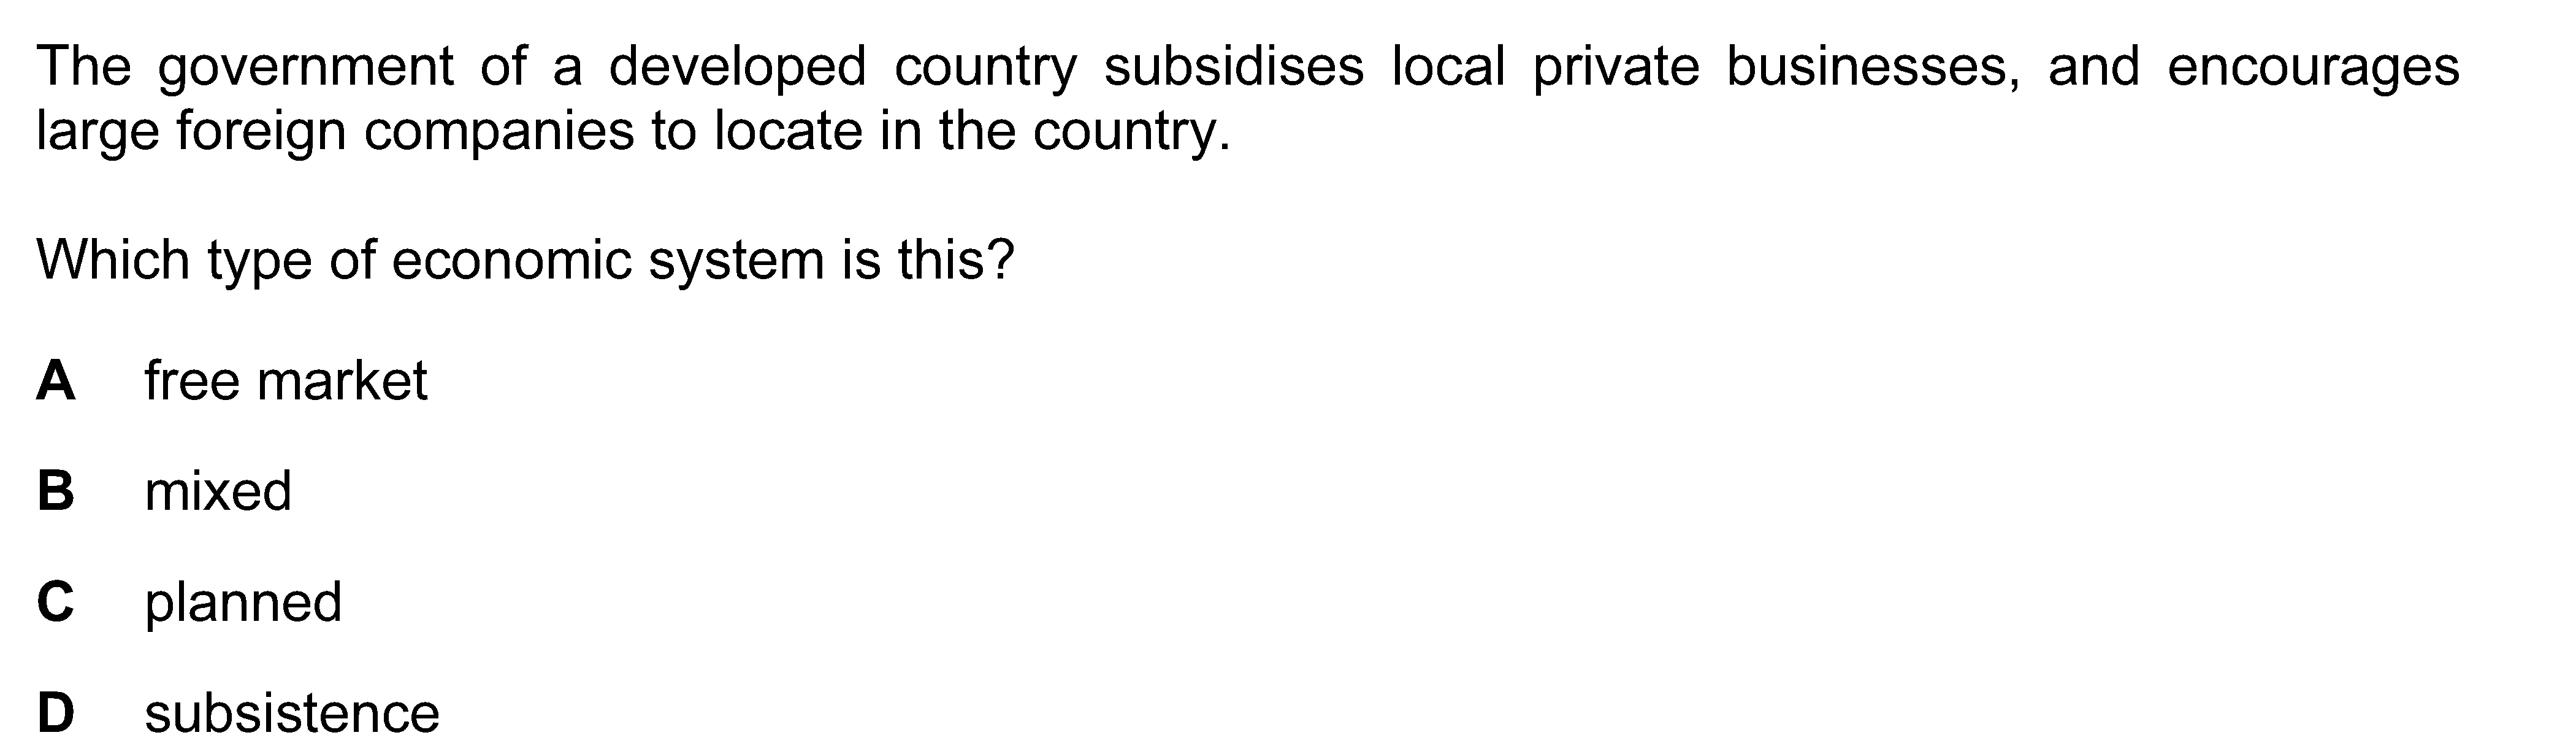 The government of a developed country subsidises local private businesses, and encourages
large foreign companies to locate in the country.
Which type of economic system is this?
A free market
B mixed
C planned
D subsistence